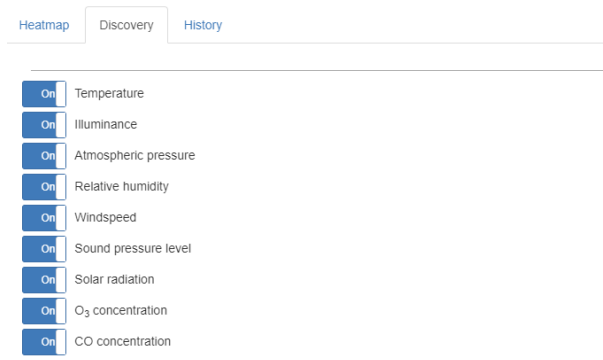 Heatmap Discovery History
On Temperature
On Illuminance
On Atmospheric pressure
On Relative humidity
On Windspeed
On Sound pressure level
On Solar radiation
On O₃ concentration
On CO concentration